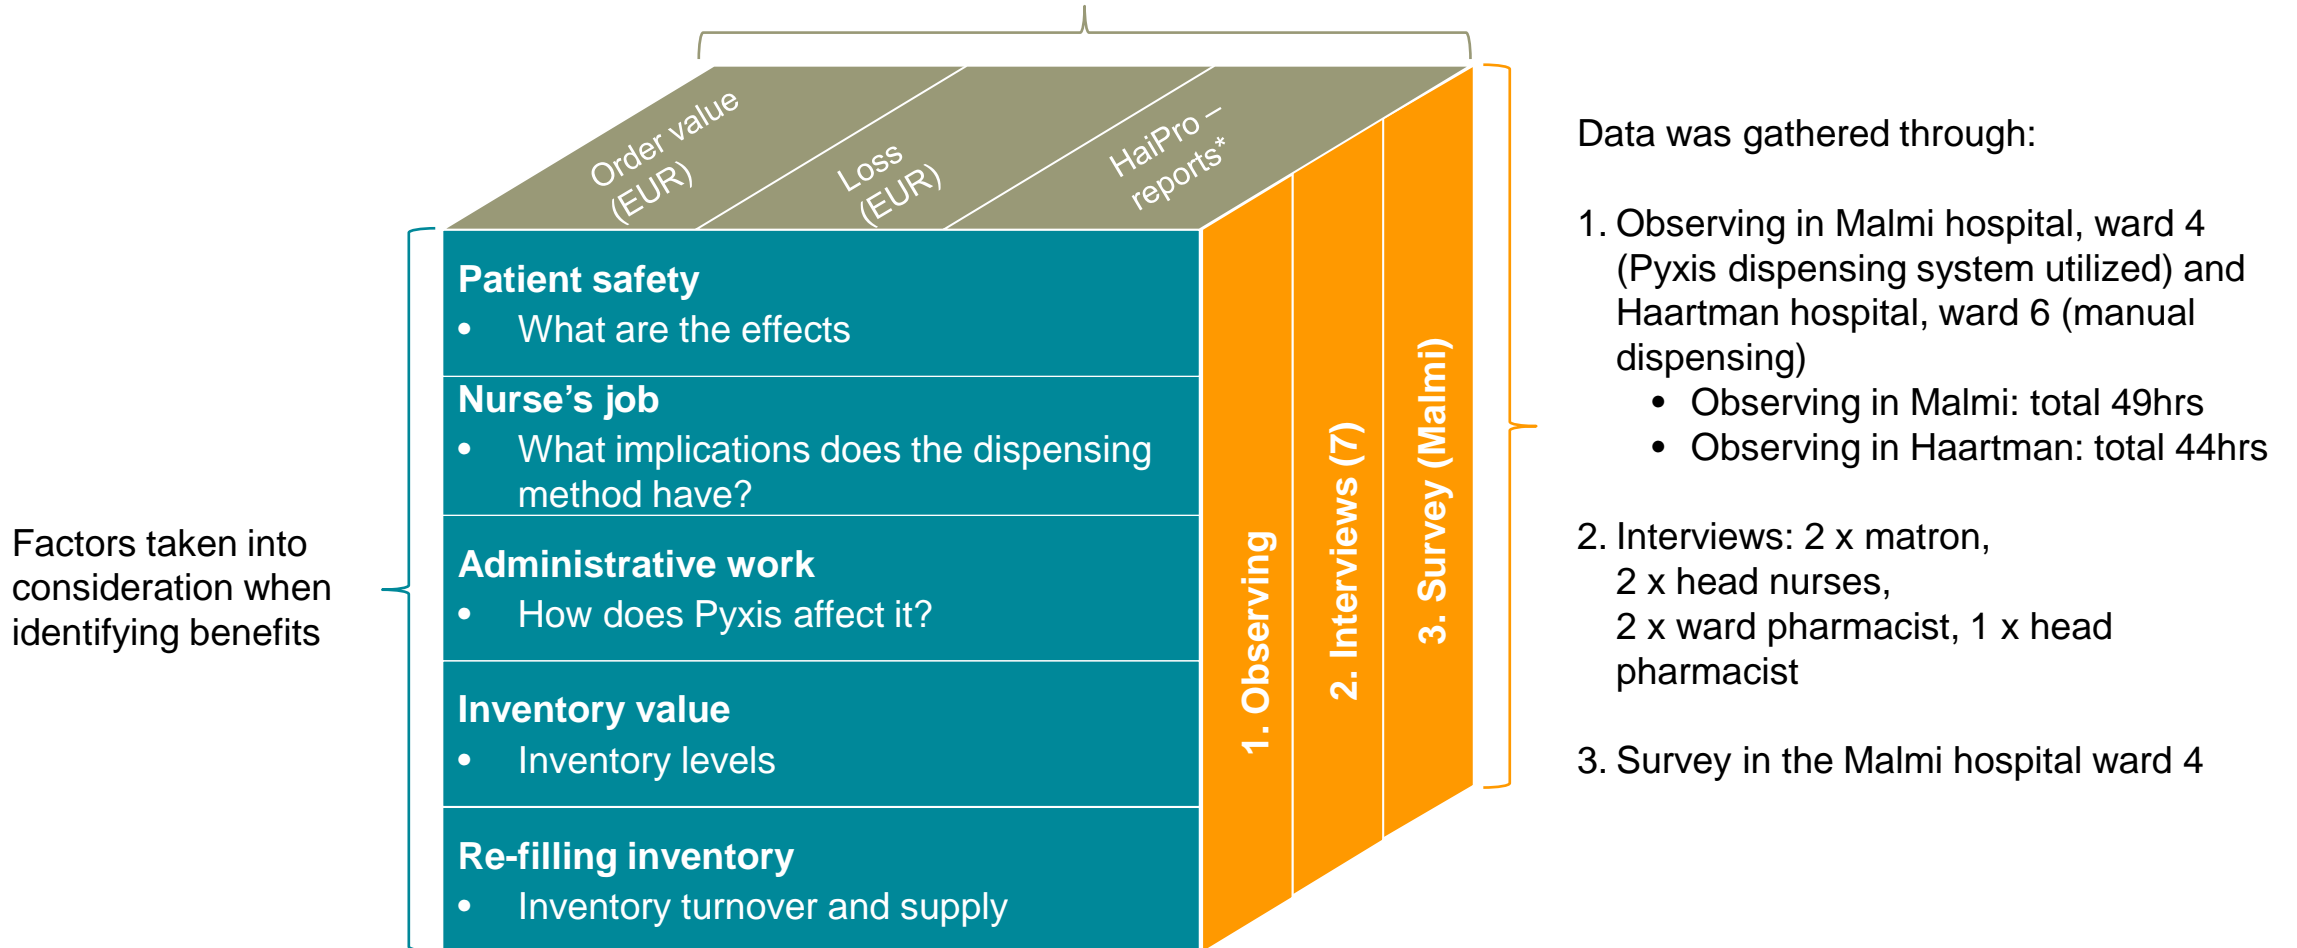 Order value
(EUR)
Loss
(EUR)
HaiPro –
reports*
Factors taken into
consideration when
identifying benefits
Patient safety
• What are the effects
Nurse’s job
• What implications does the dispensing
method have?
Administrative work
• How does Pyxis affect it?
Inventory value
• Inventory levels
Re-filling inventory
• Inventory turnover and supply
1. Observing
2. Interviews (7)
3. Survey (Malmi)
Data was gathered through:
1. Observing in Malmi hospital, ward 4
(Pyxis dispensing system utilized) and
Haartman hospital, ward 6 (manual
dispensing)
• Observing in Malmi: total 49hrs
• Observing in Haartman: total 44hrs
2. Interviews: 2 x matron,
2 x head nurses,
2 x ward pharmacist, 1 x head
pharmacist
3. Survey in the Malmi hospital ward 4